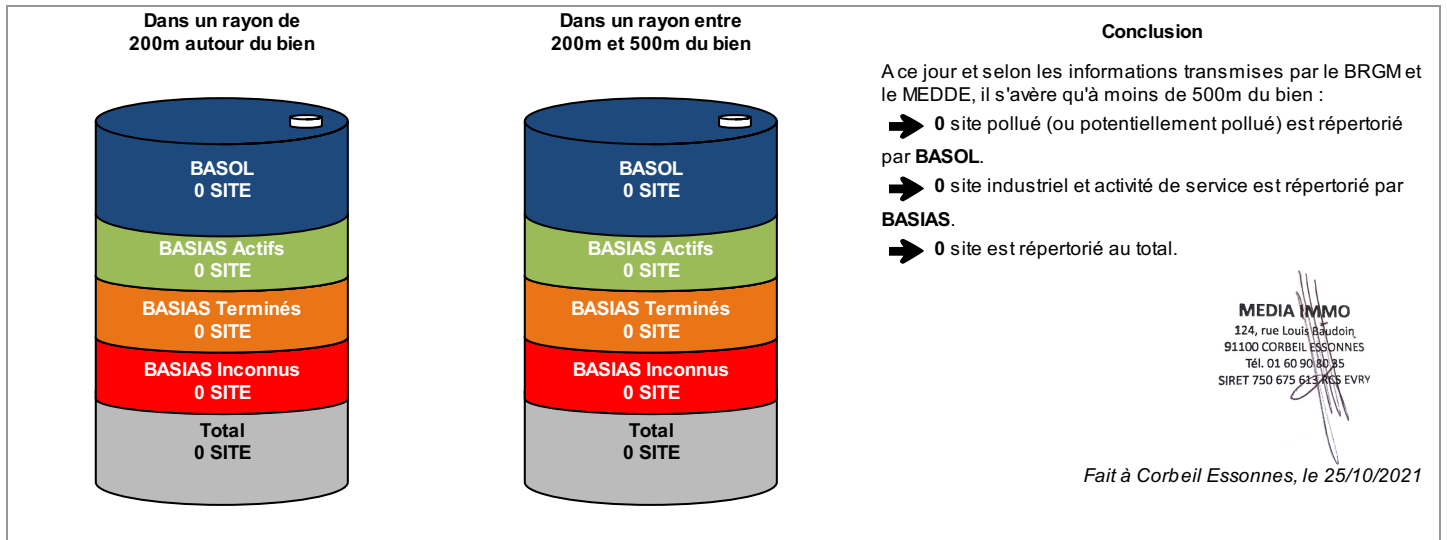 Dans un rayon de
200m autour du bien
BASOL
0 SITE
BASIAS Actifs
0 SITE
BASIAS Terminés
0 SITE
BASIAS Inconnus
0 SITE
Total
0 SITE
Dans un rayon entre
200m et 500m du bien
BASOL
0 SITE
BASIAS Actifs
0 SITE
BASIAS Terminés
0 SITE
BASIAS Inconnus
0 SITE
Total
0 SITE
Conclusion
A ce jour et selon les informations transmises par le BRGM et
le MEDDE, il s'avère qu'à moins de 500m du bien :
0 site pollué (ou potentiellement pollué) est répertorié
par BASOL.
0 site industriel et activité de service est répertorié par
BASIAS.
0 site est répertorié au total.
MEDIA IMMO
124, rue Louis Baudoin
91100 CORBEIL ESSONNES
Tél. 01 60 90 80 85
SIRET 750 675 613 RCS EVRY
Fait à Corbeil Essonnes, le 25/10/2021